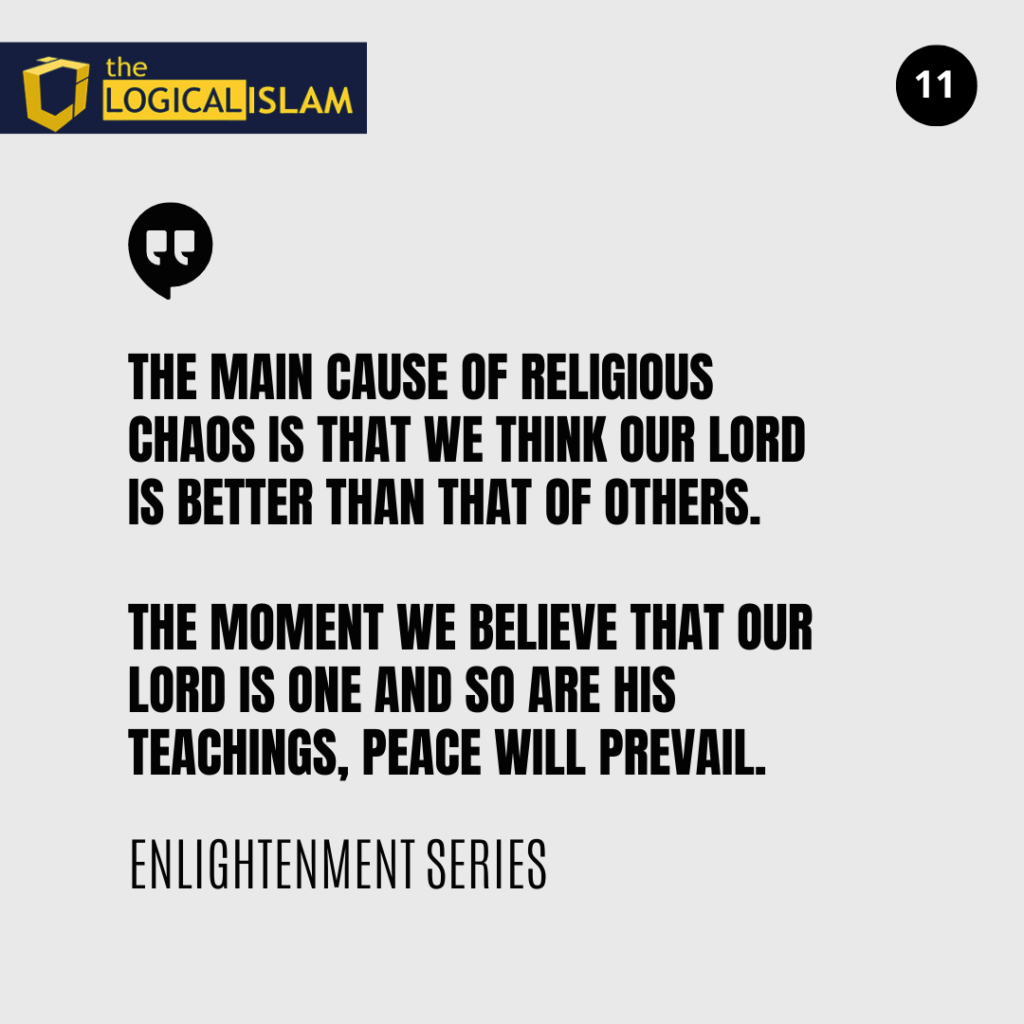 the
LOGICAL ISLAM
11
THE MAIN CAUSE OF RELIGIOUS
CHAOS IS THAT WE THINK OUR LORD
IS BETTER THAN THAT OF OTHERS.
THE MOMENT WE BELIEVE THAT OUR
LORD IS ONE AND SO ARE HIS
TEACHINGS, PEACE WILL PREVAIL.
ENLIGHTENMENT SERIES